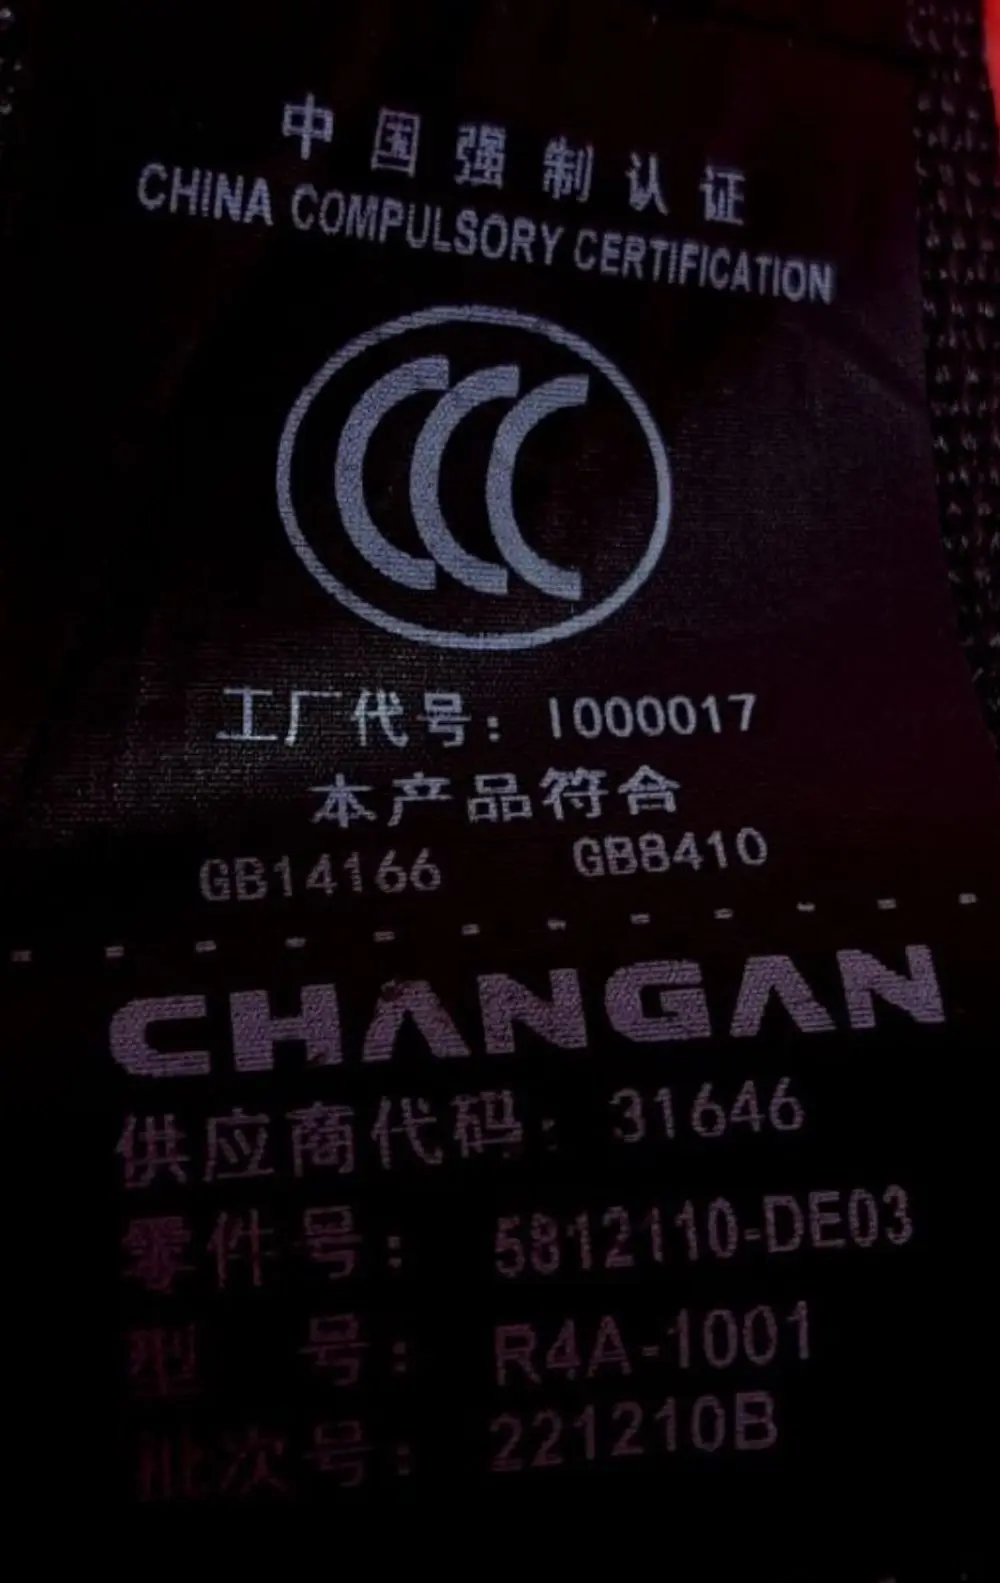 中国强制认证
CHINA COMPULSORY CERTIFICATION
CCC
工厂代号: I000017
本产品符合
GB14166 GB8410
CHANGAN
供应商代码: 31646
零件号: 5812110-DE03
型 号: R4A-1001
批次号: 221210B